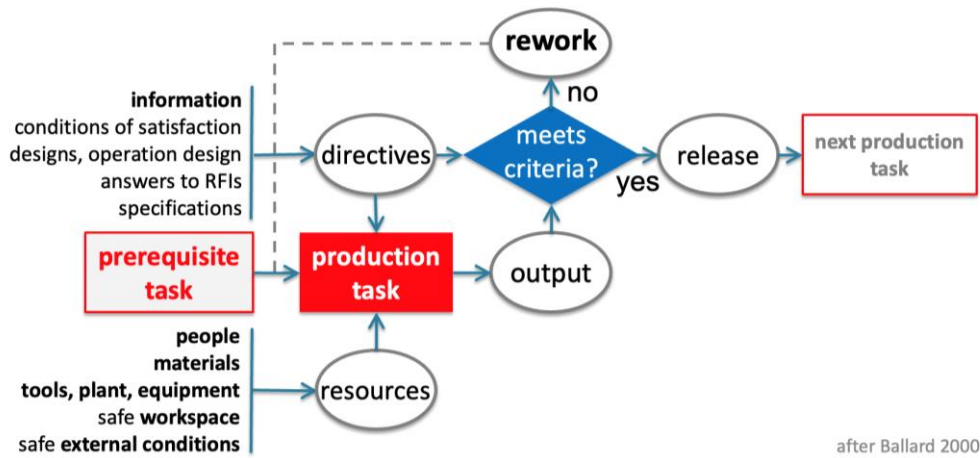 rework
no
information
conditions of satisfaction
designs, operation design
answers to RFIs
specifications
directives
meets
criteria?
yes
release
next production
task
prerequisite
task
production
task
output
people
materials
tools, plant, equipment
safe workspace
safe external conditions
resources
after Ballard 2000